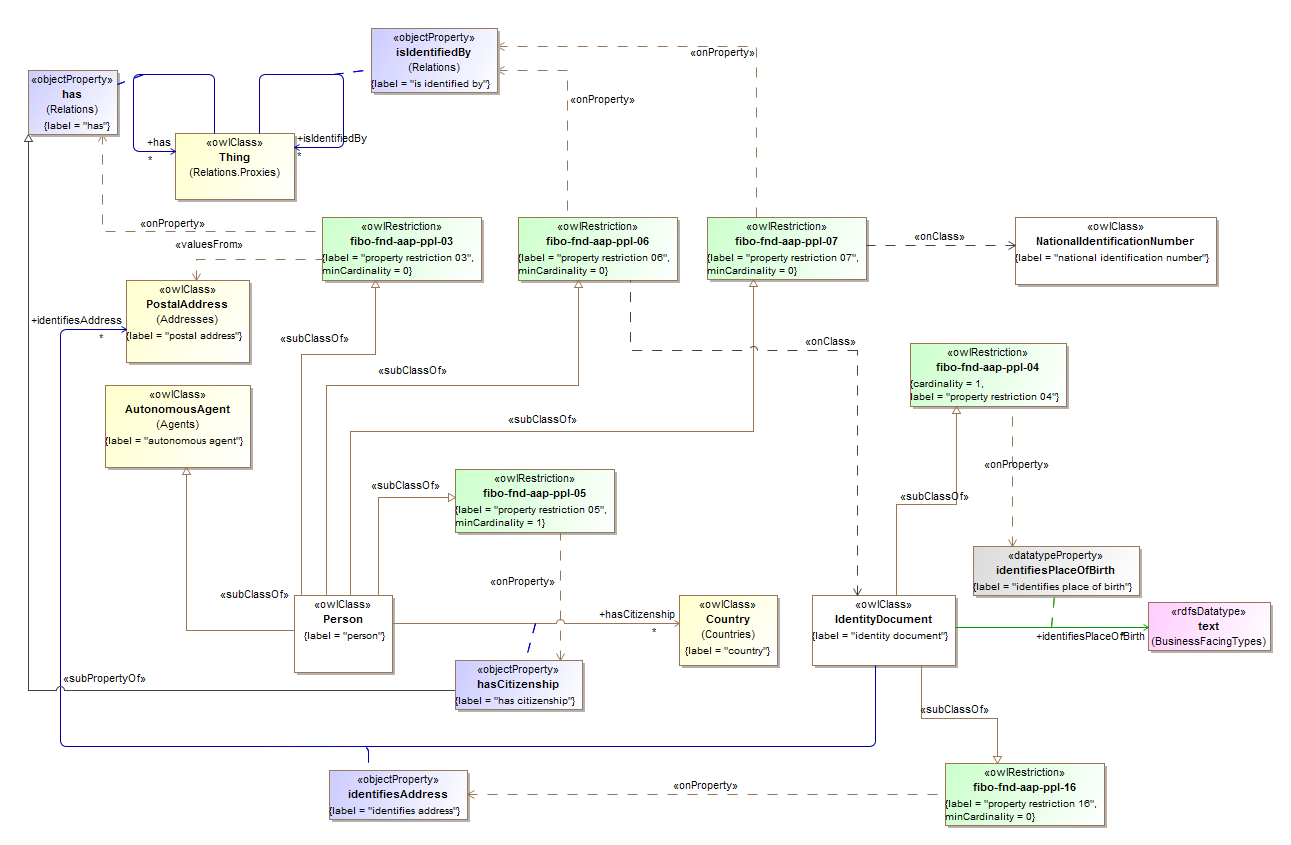 «objectProperty»
isIdentifiedBy
(Relations)
{label = "is identified by"}
«onProperty»
«objectProperty»
has
(Relations)
{label = "has"}
«onProperty»
+has
*
+isIdentifiedBy
*
«owlClass»
Thing
(Relations.Proxies)
«onProperty»
«valuesFrom»
«owlRestriction»
fibo-fnd-aap-ppl-03
{label = "property restriction 03",
minCardinality = 0}
«owlRestriction»
fibo-fnd-aap-ppl-06
{label = "property restriction 06",
minCardinality = 0}
«owlRestriction»
fibo-fnd-aap-ppl-07
{label = "property restriction 07",
minCardinality = 0}
«onClass»
«owlClass»
NationalIdentificationNumber
{label = "national identification number"}
+identifiesAddress
*
«owlClass»
PostalAddress
(Addresses)
{label = "postal address"}
«subClassOf»
«onClass»
«subClassOf»
«owlRestriction»
fibo-fnd-aap-ppl-04
{cardinality = 1,
label = "property restriction 04"}
«owlClass»
AutonomousAgent
(Agents)
{label = "autonomous agent"}
«subClassOf»
«onProperty»
«subClassOf»
«owlRestriction»
fibo-fnd-aap-ppl-05
{label = "property restriction 05",
minCardinality = 1}
«subClassOf»
«onProperty»
«datatypeProperty»
identifiesPlaceOfBirth
{label = "identifies place of birth"}
«subClassOf»
«owlClass»
Person
{label = "person"}
+hasCitizenship
*
«owlClass»
Country
(Countries)
{label = "country"}
«owlClass»
IdentityDocument
{label = "identity document"}
+identifiesPlaceOfBirth
«rdfsDatatype»
text
(BusinessFacingTypes)
«subPropertyOf»
«objectProperty»
hasCitizenship
{label = "has citizenship"}
«subClassOf»
«objectProperty»
identifiesAddress
{label = "identifies address"}
«onProperty»
«owlRestriction»
fibo-fnd-aap-ppl-16
{label = "property restriction 16",
minCardinality = 0}